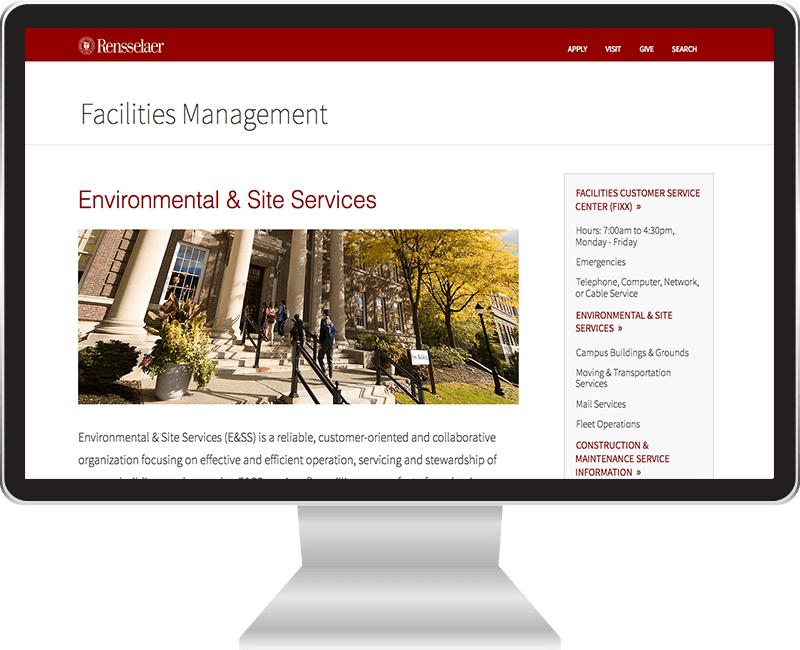 Rensselaer
APPLY VISIT GIVE SEARCH
Facilities Management
Environmental & Site Services
Environmental & Site Services (E&SS) is a reliable, customer-oriented and collaborative
organization focusing on effective and efficient operation, servicing and stewardship of
FACILITIES CUSTOMER SERVICE
CENTER (FIXX) »
Hours: 7:00am to 4:30pm,
Monday - Friday
Emergencies
Telephone, Computer, Network,
or Cable Service
ENVIRONMENTAL & SITE
SERVICES »
Campus Buildings & Grounds
Moving & Transportation
Services
Mail Services
Fleet Operations
CONSTRUCTION &
MAINTENANCE SERVICE
INFORMATION »